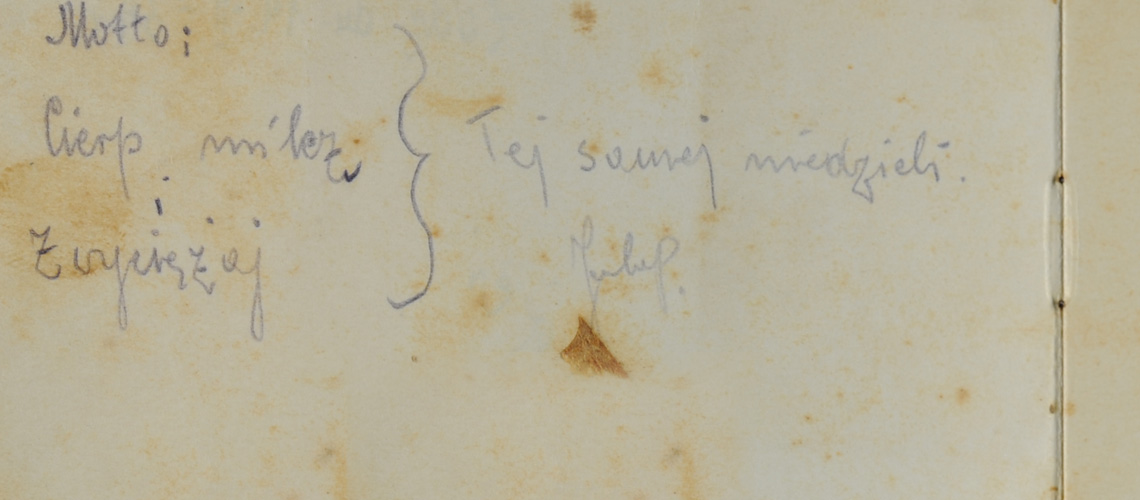 Motto:
Cierp milcz
i
Zwyciężaj
Tej samej niedzieli.